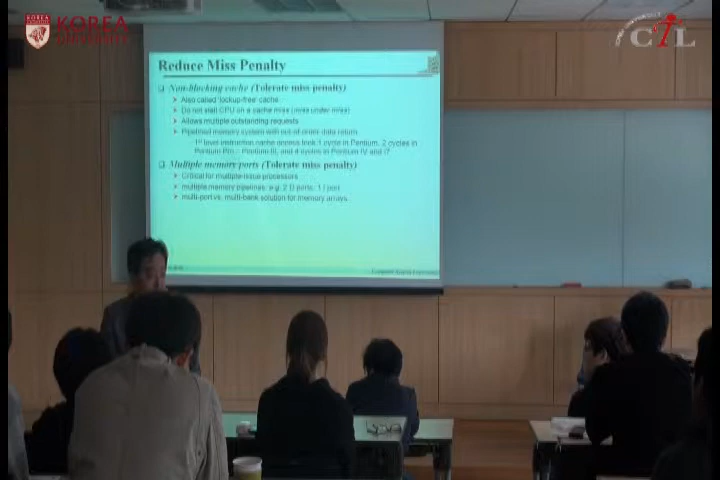 KOREA
UNIVERSITY
CTL
Reduce Miss Penalty
Non-blocking cache (Tolerate miss penalty)
Also called 'lockup-free' cache
Do not stall CPU on a cache miss (miss under miss)
Allows multiple outstanding requests
Pipelined memory system with out-of-order data return
1st level instruction cache access took 1 cycle in Pentium, 2 cycles in
Pentium Pro ~ Pentium III, and 4 cycles in Pentium IV and i7
Multiple memory ports (Tolerate miss penalty)
Critical for multiple-issue processors
multiple memory pipelines: e.g. 2 D ports, 1 I port
multi-port vs. multi-bank solution for memory arrays